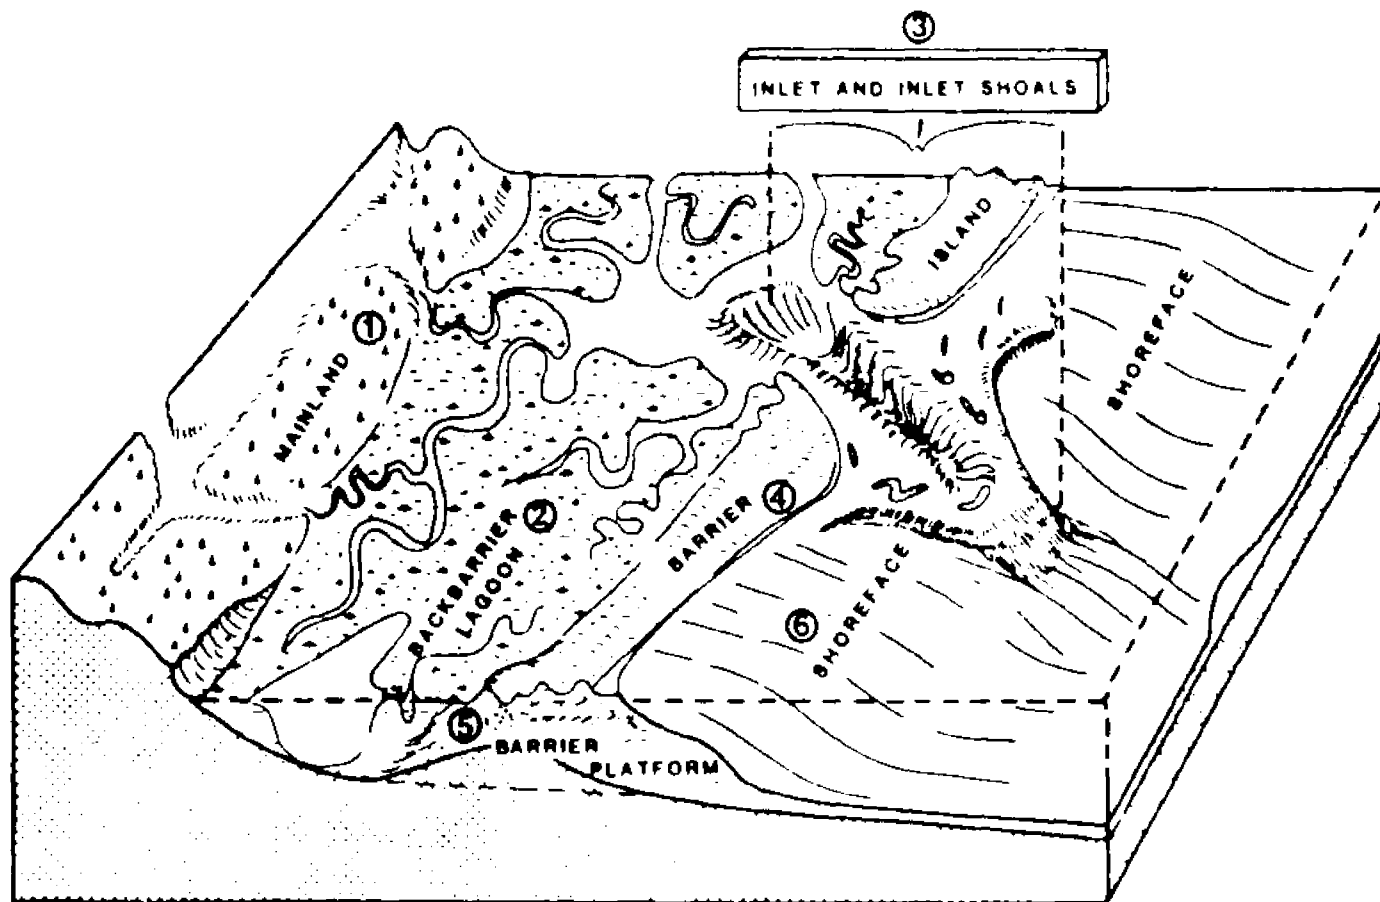 ③
INLET AND INLET SHOALS
ISLAND
SHOREFACE
①
MAINLAND
②
BACKBARRIER
LAGOON
④
BARRIER
⑥
SHOREFACE
⑤
BARRIER
PLATFORM